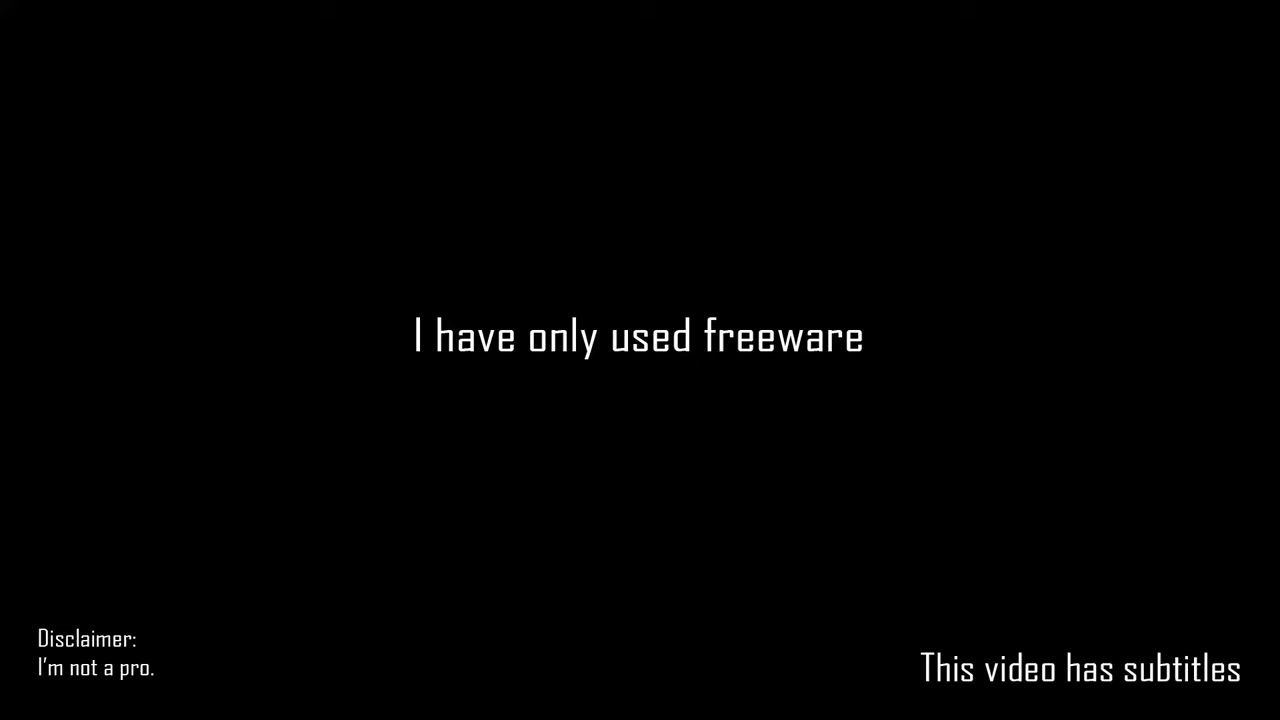 I have only used freeware
Disclaimer:
I'm not a pro.
This video has subtitles